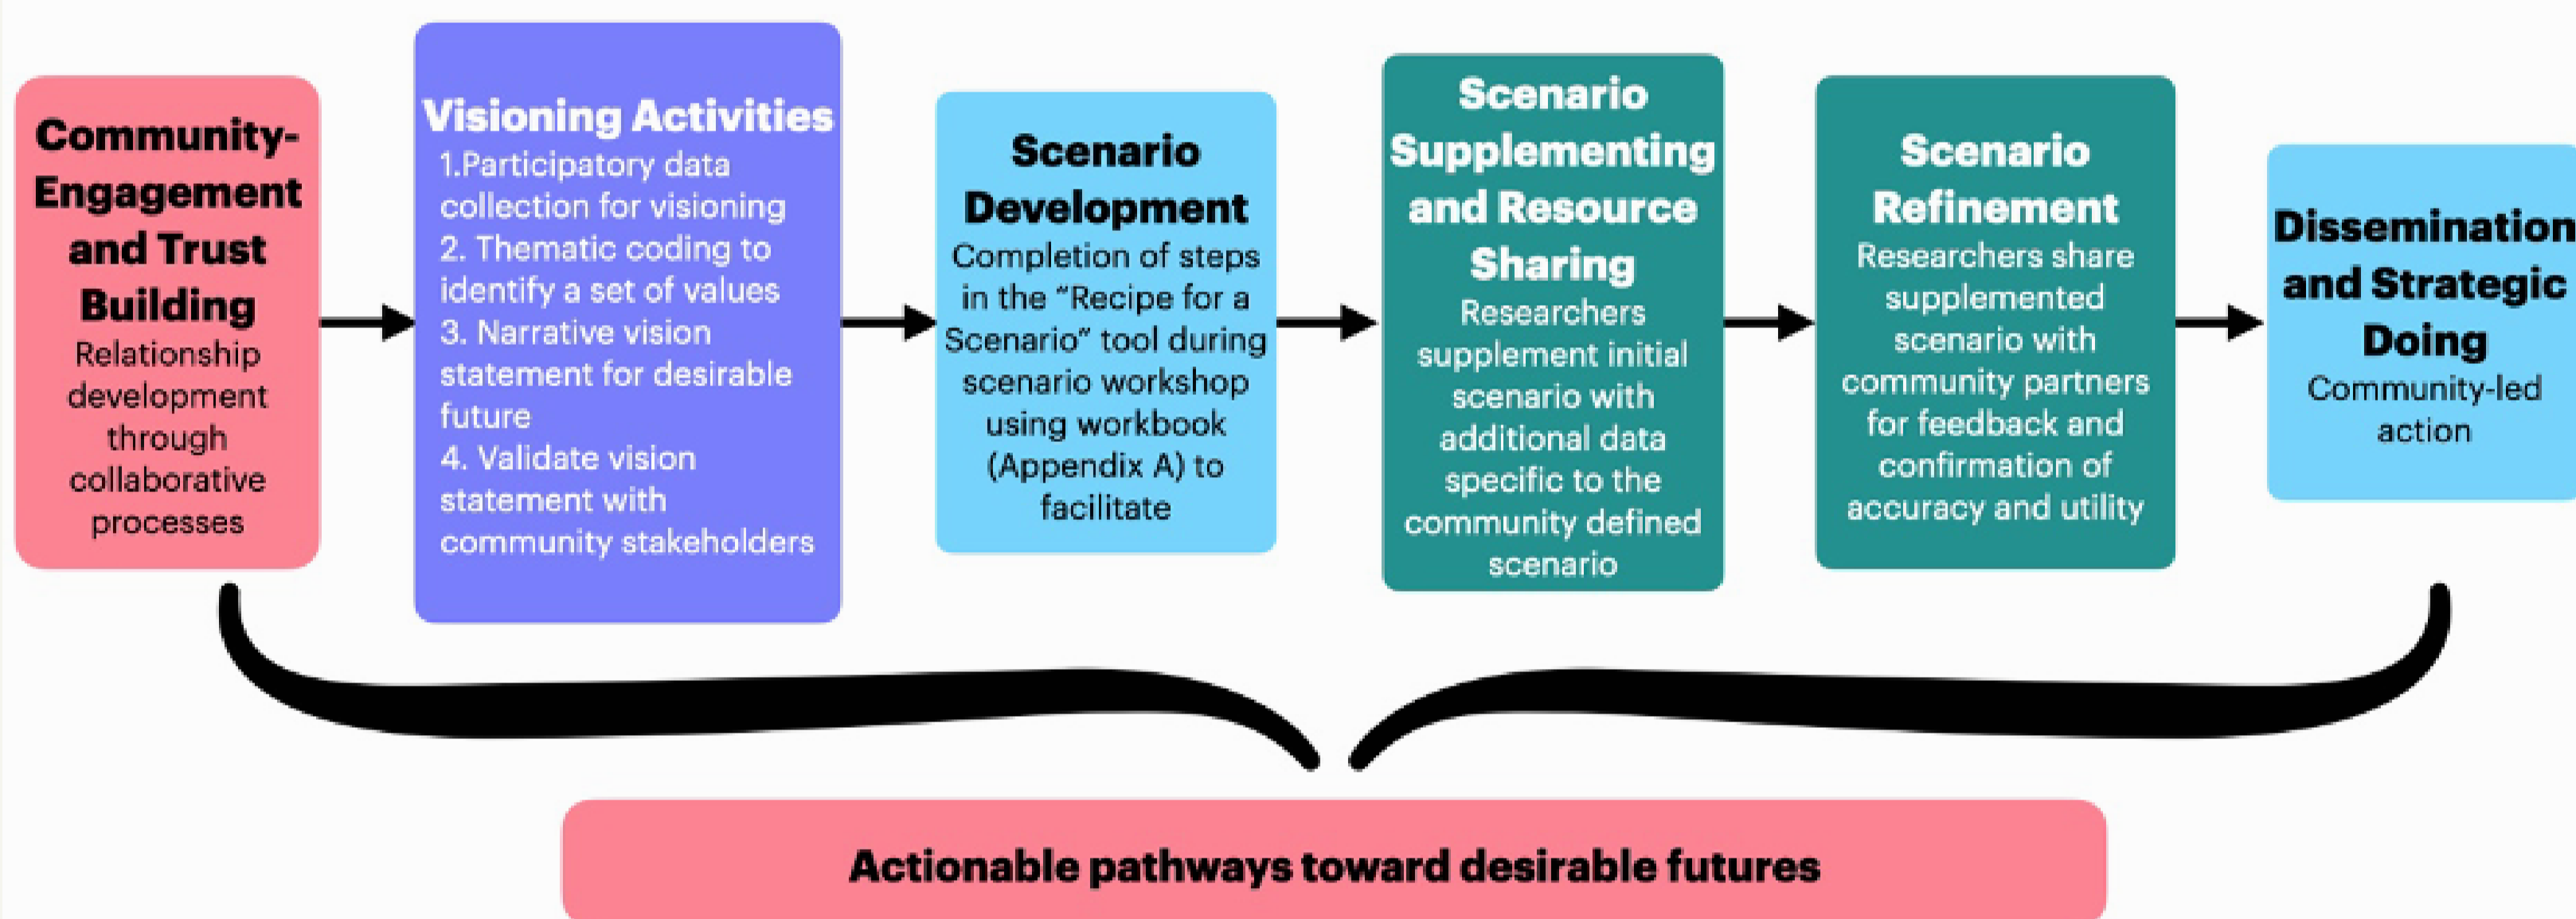 Community-
Engagement
and Trust
Building
Relationship
development
through
collaborative
processes
Visioning Activities
1.Participatory data
collection for visioning
2. Thematic coding to
identify a set of values
3. Narrative vision
statement for desirable
future
4. Validate vision
statement with
community stakeholders
Scenario
Development
Completion of steps
in the “Recipe for a
Scenario” tool during
scenario workshop
using workbook
(Appendix A) to
facilitate
Scenario
Supplementing
and Resource
Sharing
Researchers
supplement initial
scenario with
additional data
specific to the
community defined
scenario
Scenario
Refinement
Researchers share
supplemented
scenario with
community partners
for feedback and
confirmation of
accuracy and utility
Dissemination
and Strategic
Doing
Community-led
action
Actionable pathways toward desirable futures